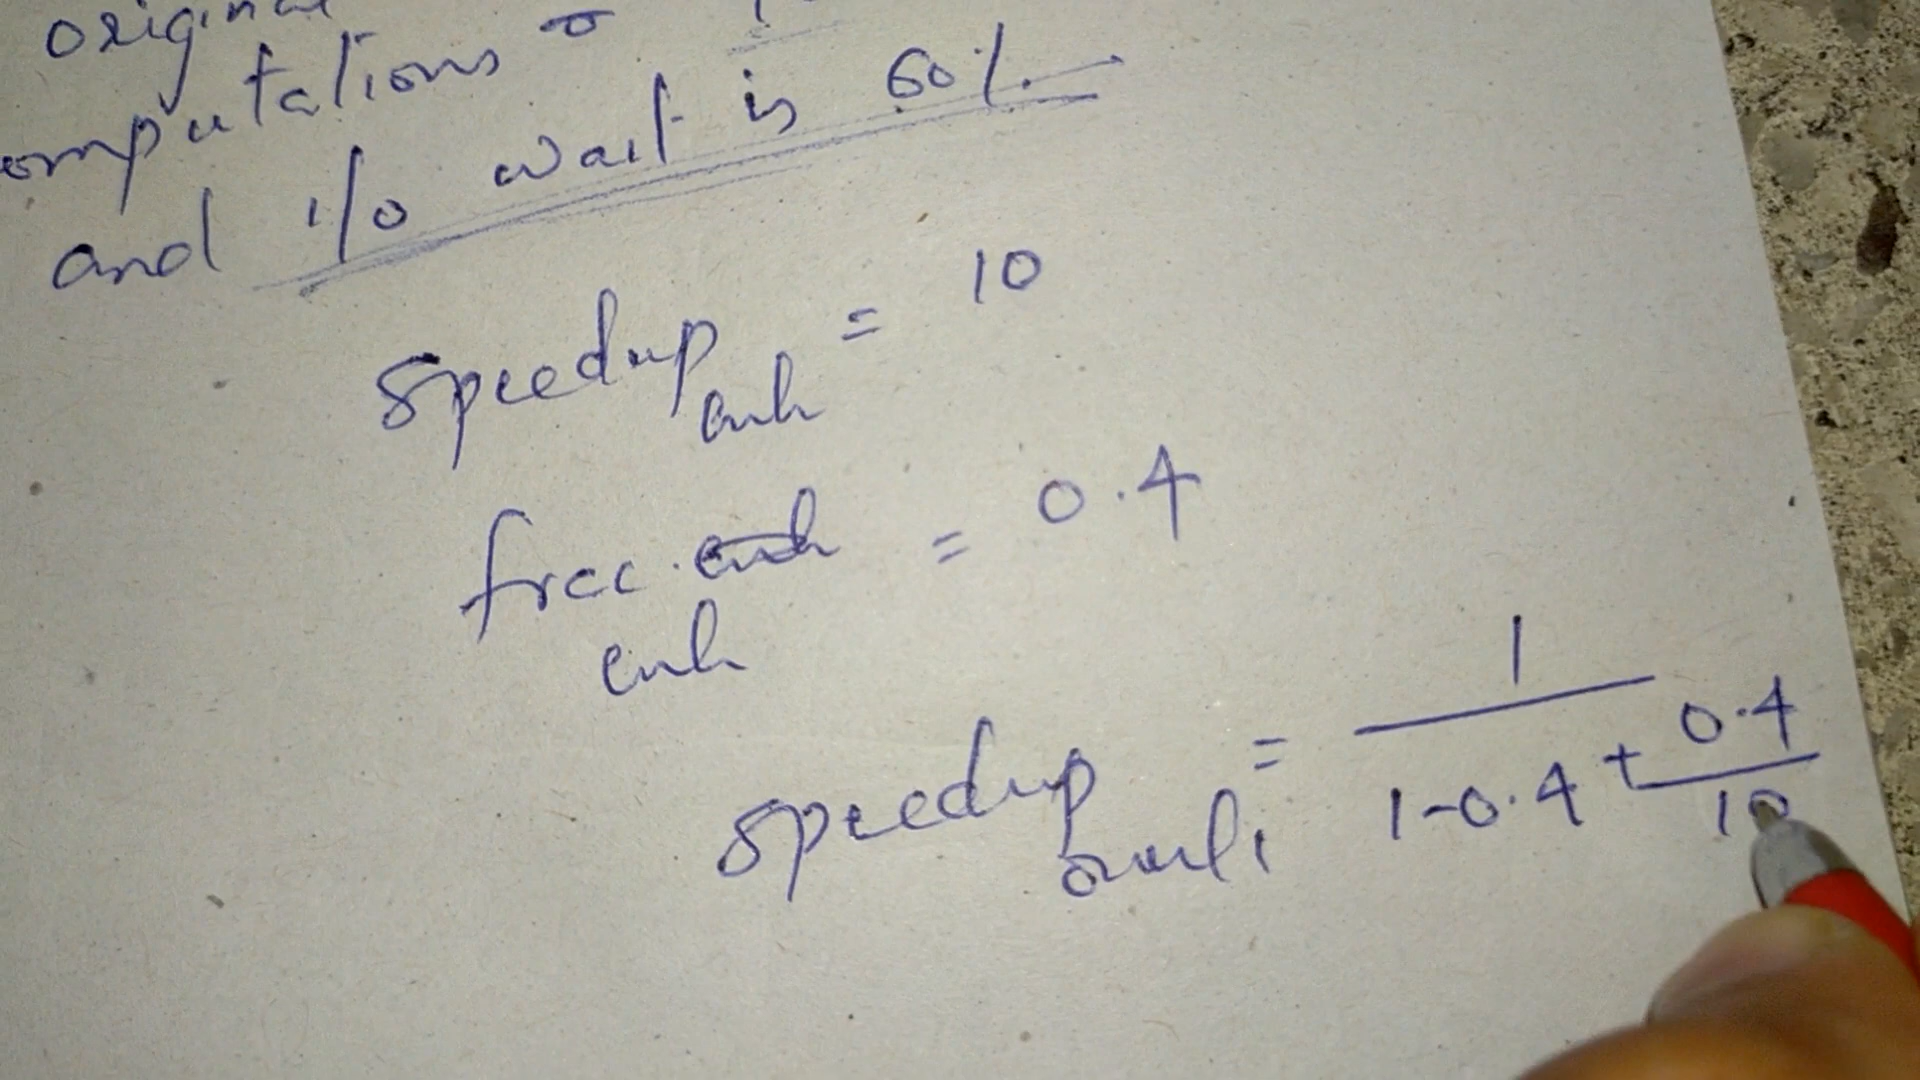 original
computations
and I/O wait is 60%.
speedup enh = 10
frac. enh = 0.4
enh
speedup = 1 / 1-0.4 + 0.4 / 10